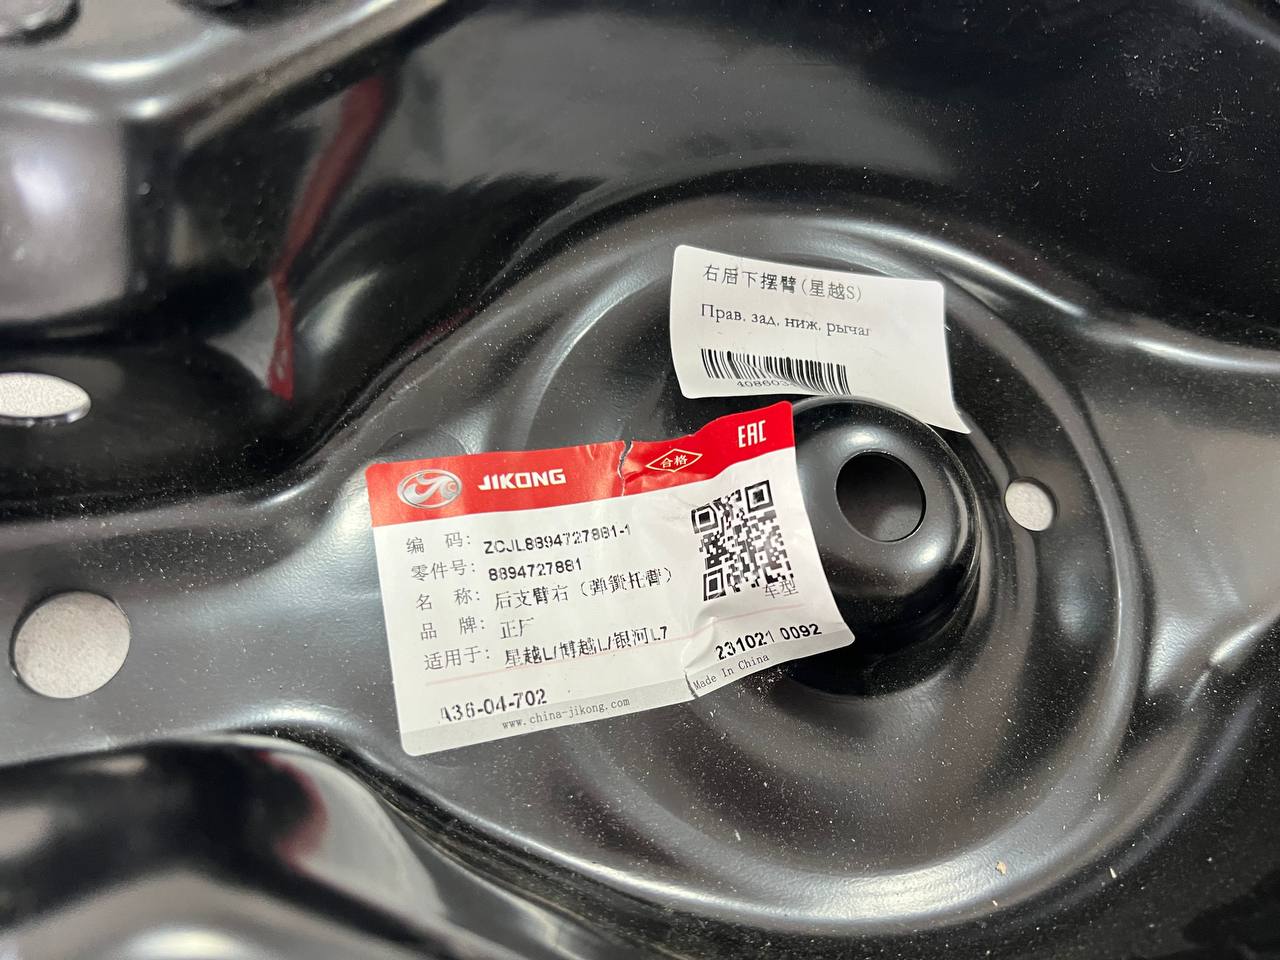 右后下摆臂(星越S)
Прав. зад. ниж. рычаг
JIKONG
合格
EAC
编 码: ZCJL8894727881-1
零件号: 8894727881
名 称: 后支臂右 (弹簧托臂)
品 牌: 正厂
适用于: 星越L/博越L/银河L7
车型
231021 0092
Made In China
A36-04-702
www.china-jikong.com